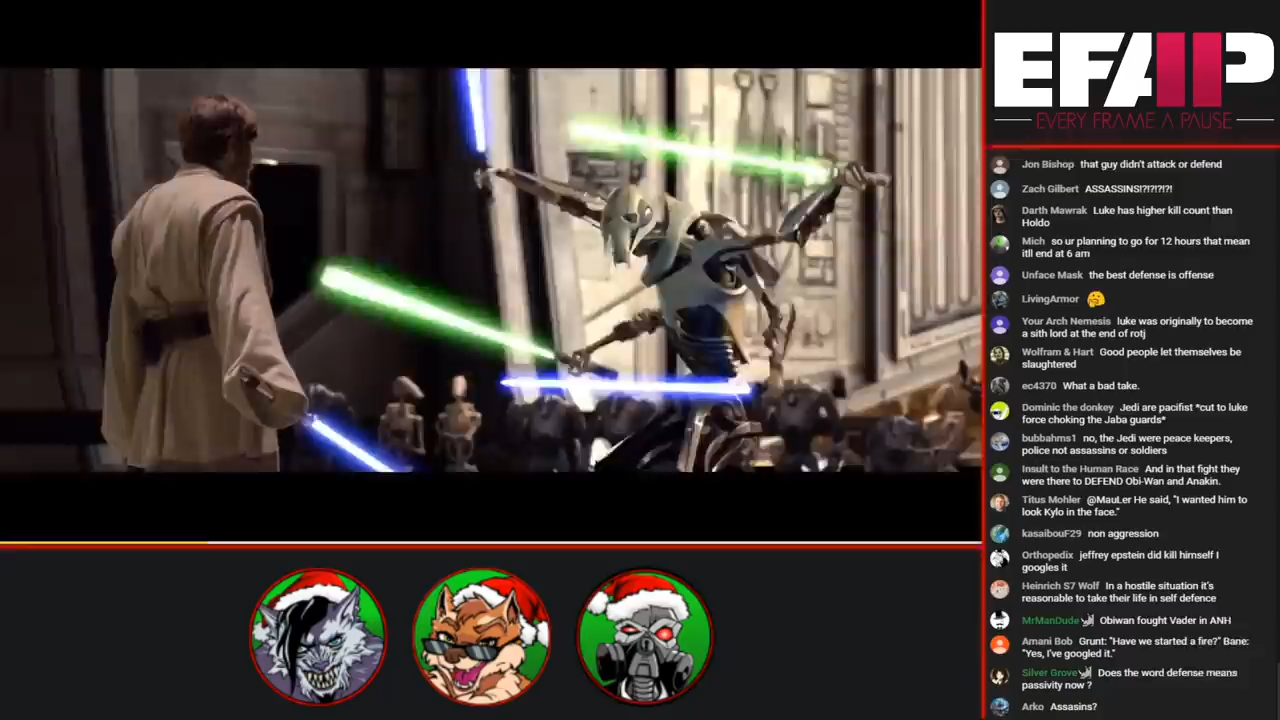 EFAP
EVERY FRAME A PAUSE
Jon Bishop that guy didn't attack or defend
Zach Gilbert ASSASSINS!?!?!?!?!
Darth Mawrak Luke has higher kill count than
Holdo
Mich so ur planning to go for 12 hours that mean
itll end at 6 am
Unface Mask the best defense is offense
LivingArmor 🤔
Your Arch Nemesis luke was originally to become
a sith lord at the end of rotj
Wolfram & Hart Good people let themselves be
slaughtered
ec4370 What a bad take.
Dominic the donkey Jedi are pacifist *cut to luke
force choking the Jaba guards*
bubbahms1 no, the Jedi were peace keepers,
police not assassins or soldiers
Insult to the Human Race And in that fight they
were there to DEFEND Obi-Wan and Anakin.
Titus Mohler @MauLer He said, "I wanted him to
look Kylo in the face."
kasaibouF29 non aggression
Orthopedix jeffrey epstein did kill himself I
googles it
Heinrich S7 Wolf In a hostile situation it's
reasonable to take their life in self defence
MrManDude Obiwan fought Vader in ANH
Amani Bob Grunt: "Have we started a fire?" Bane:
"Yes, I've googled it."
Silver Grove Does the word defense means
passivity now ?
Arko Assasins?